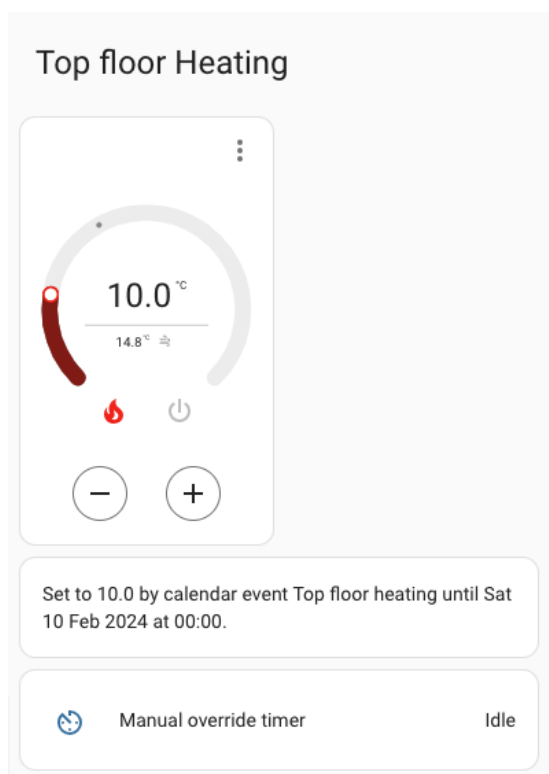 Top floor Heating
10.0 °C
14.8 °C
Set to 10.0 by calendar event Top floor heating until Sat
10 Feb 2024 at 00:00.
Manual override timer Idle